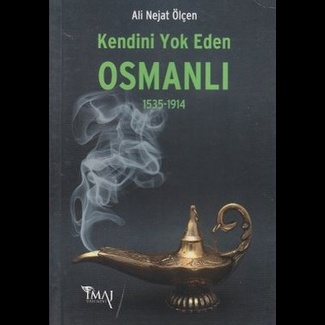 Ali Nejat Ölçen
Kendini Yok Eden
OSMANLI
1535-1914
İMAJ